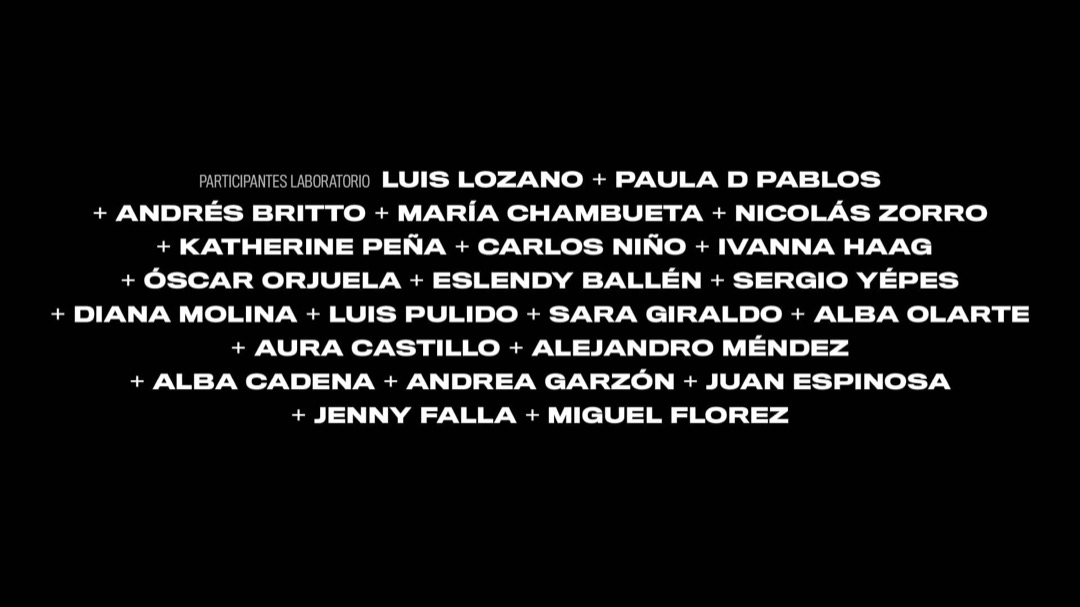 PARTICIPANTES LABORATORIO LUIS LOZANO + PAULA D PABLOS
+ ANDRÉS BRITTO + MARÍA CHAMBUETA + NICOLÁS ZORRO
+ KATHERINE PEÑA + CARLOS NIÑO + IVANNA HAAG
+ ÓSCAR ORJUELA + ESLENDY BALLÉN + SERGIO YÉPES
+ DIANA MOLINA + LUIS PULIDO + SARA GIRALDO + ALBA OLARTE
+ AURA CASTILLO + ALEJANDRO MÉNDEZ
+ ALBA CADENA + ANDREA GARZÓN + JUAN ESPINOSA
+ JENNY FALLA + MIGUEL FLOREZ